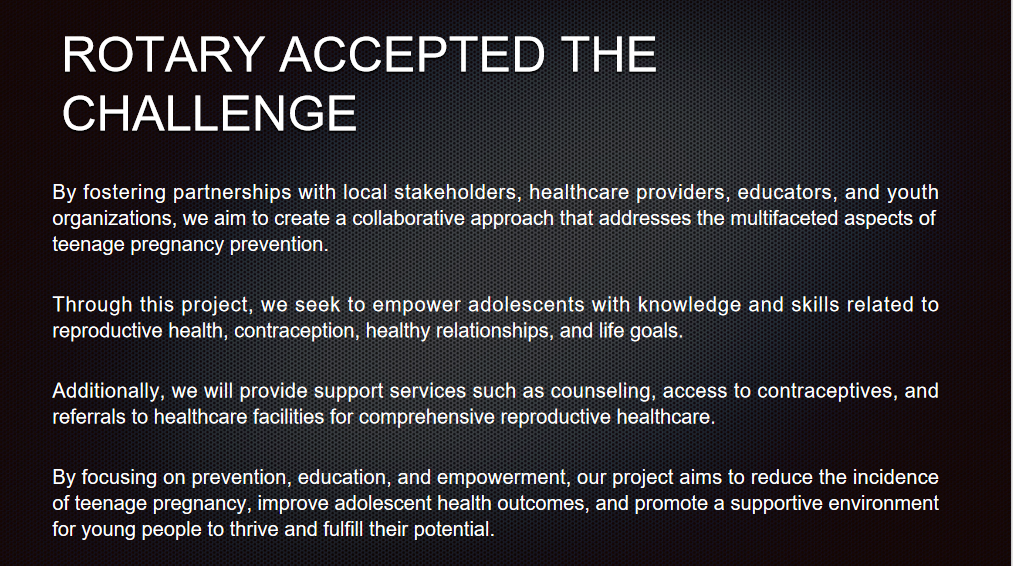 ROTARY ACCEPTED THE
CHALLENGE
By fostering partnerships with local stakeholders, healthcare providers, educators, and youth
organizations, we aim to create a collaborative approach that addresses the multifaceted aspects of
teenage pregnancy prevention.
Through this project, we seek to empower adolescents with knowledge and skills related to
reproductive health, contraception, healthy relationships, and life goals.
Additionally, we will provide support services such as counseling, access to contraceptives, and
referrals to healthcare facilities for comprehensive reproductive healthcare.
By focusing on prevention, education, and empowerment, our project aims to reduce the incidence
of teenage pregnancy, improve adolescent health outcomes, and promote a supportive environment
for young people to thrive and fulfill their potential.